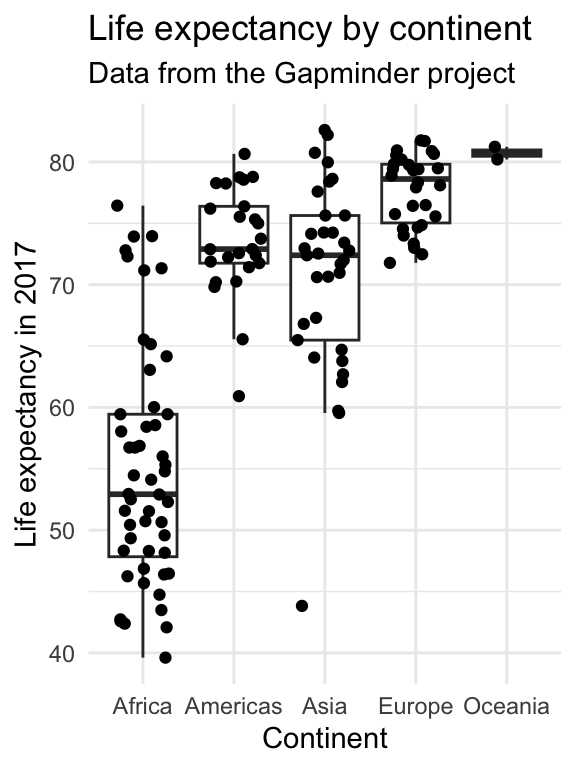 Life expectancy by continent
Data from the Gapminder project
80
70
60
50
40
Life expectancy in 2017
Africa Americas Asia Europe Oceania
Continent